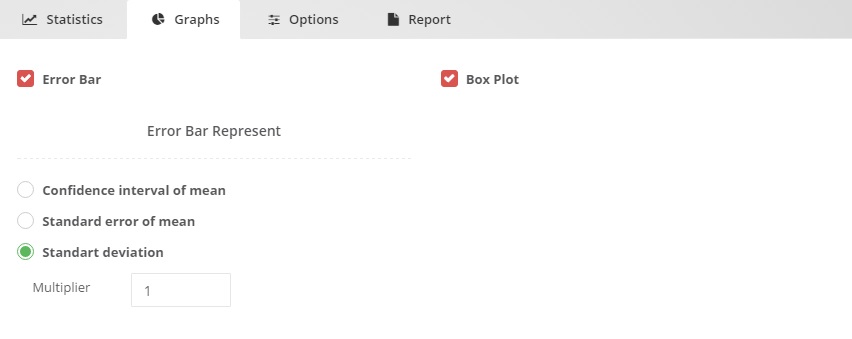 Statistics Graphs Options Report
Error Bar
Box Plot
Error Bar Represent
Confidence interval of mean
Standard error of mean
Standart deviation
Multiplier 1